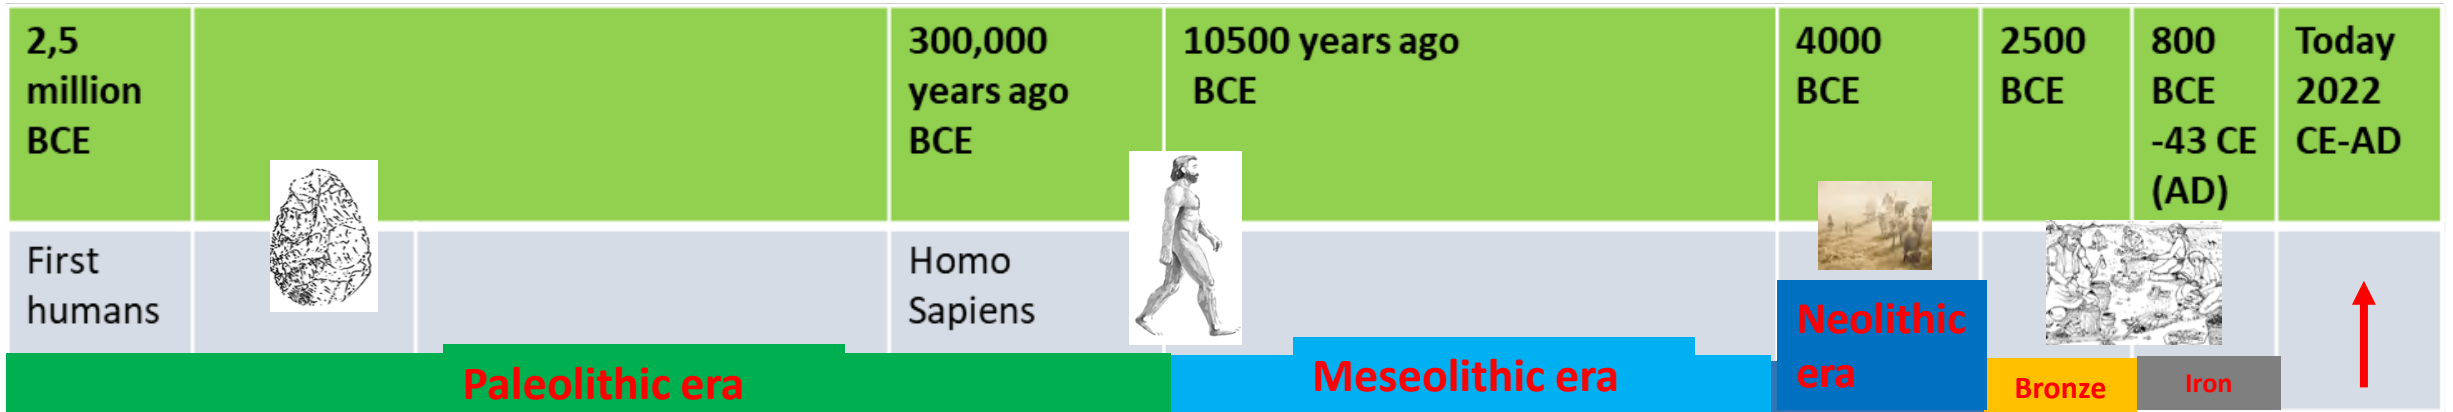 2,5
million
BCE
300,000
years ago
BCE
10500 years ago
BCE
4000
BCE
2500
BCE
800
BCE
-43 CE
(AD)
Today
2022
CE-AD
First
humans
Homo
Sapiens
Paleolithic era
Meseolithic era
Neolithic
era
Bronze
Iron